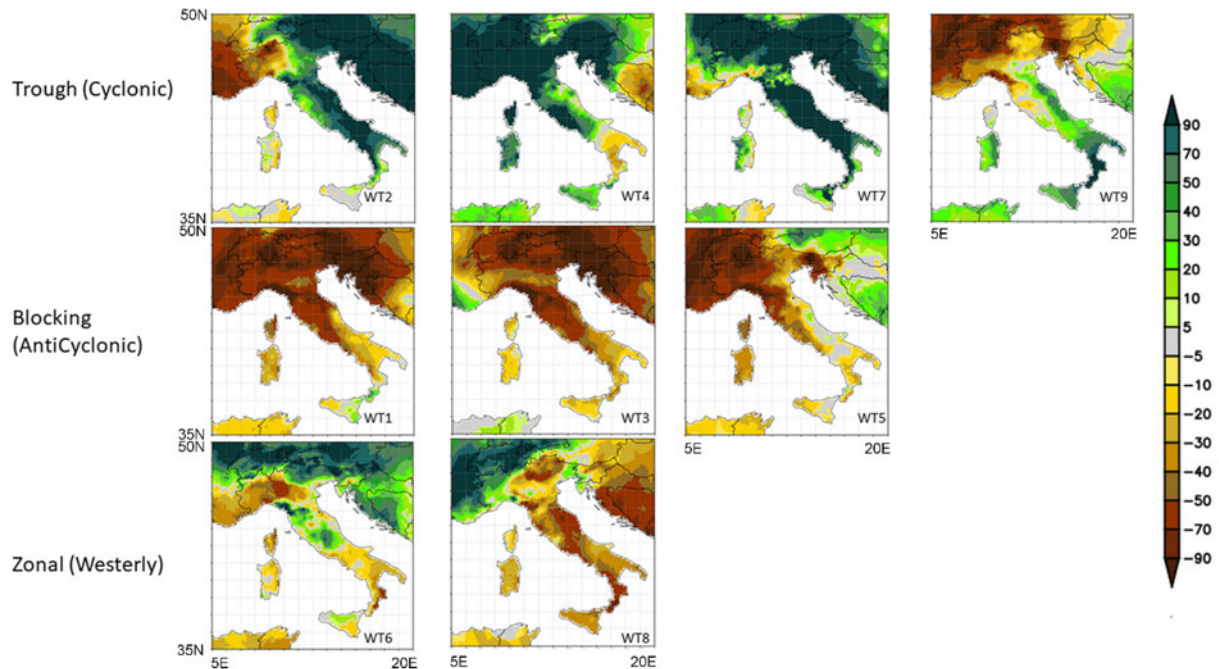 50N
Trough (Cyclonic)
WT2
WT4
WT7
WT9
35N
5E
20E
50N
Blocking
(AntiCyclonic)
WT1
WT3
WT5
35N
5E
20E
50N
Zonal (Westerly)
WT6
WT8
35N
5E
20E
5E
20E
90
70
50
40
30
20
10
5
−5
−10
−20
−30
−40
−50
−70
−90